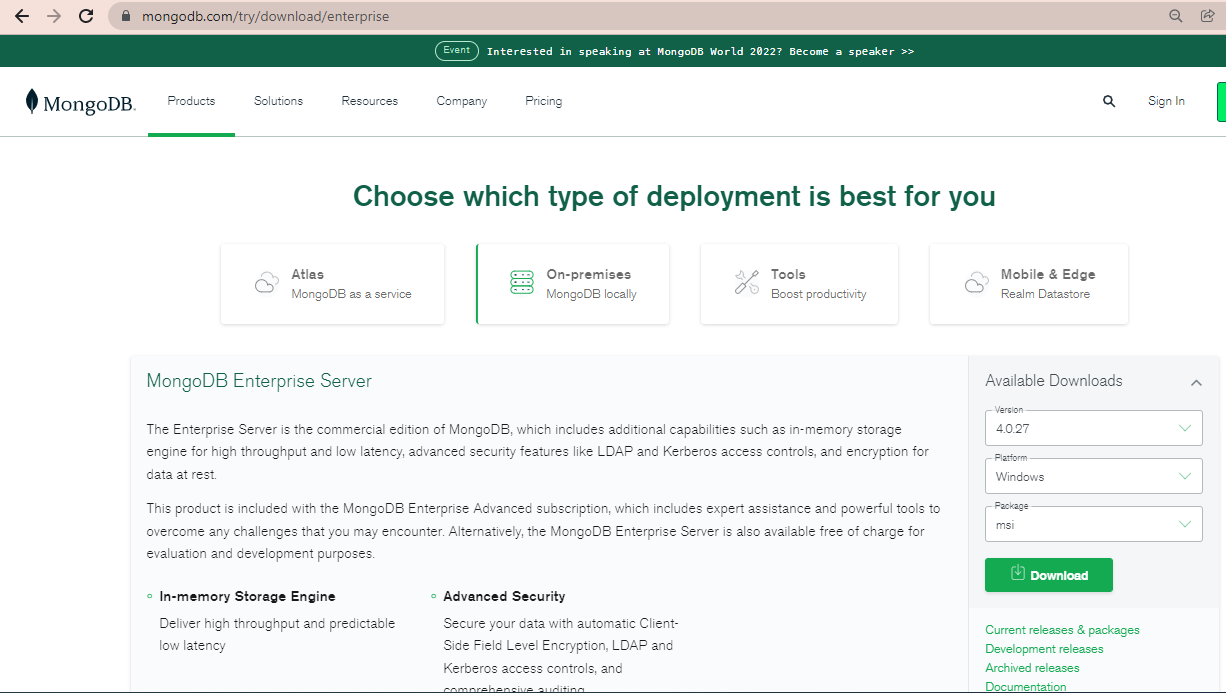 mongodb.com/try/download/enterprise
Event Interested in speaking at MongoDB World 2022? Become a speaker >>
MongoDB. Products Solutions Resources Company Pricing Sign In
Choose which type of deployment is best for you
Atlas
MongoDB as a service
On-premises
MongoDB locally
Tools
Boost productivity
Mobile & Edge
Realm Datastore
MongoDB Enterprise Server
The Enterprise Server is the commercial edition of MongoDB, which includes additional capabilities such as in-memory storage
engine for high throughput and low latency, advanced security features like LDAP and Kerberos access controls, and encryption for
data at rest.
This product is included with the MongoDB Enterprise Advanced subscription, which includes expert assistance and powerful tools to
overcome any challenges that you may encounter. Alternatively, the MongoDB Enterprise Server is also available free of charge for
evaluation and development purposes.
In-memory Storage Engine
Deliver high throughput and predictable
low latency
Advanced Security
Secure your data with automatic Client-
Side Field Level Encryption, LDAP and
Kerberos access controls, and
comprehensive auditing
Available Downloads
Version
4.0.27
Platform
Windows
Package
msi
Download
Current releases & packages
Development releases
Archived releases
Documentation